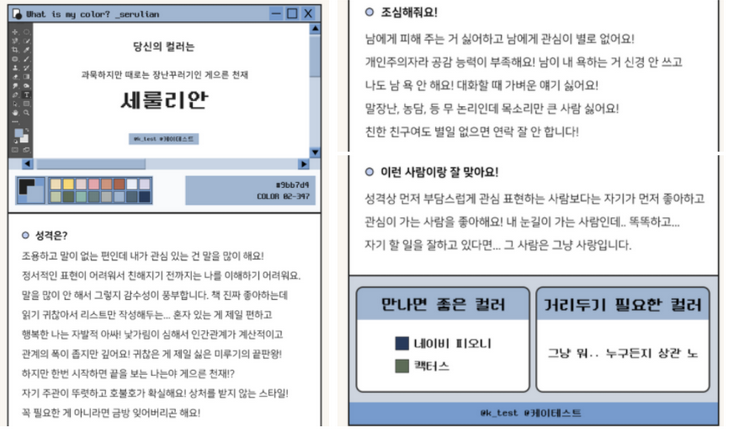 What is my color? _serulian
당신의 컬러는
과묵하지만 때로는 장난꾸러기인 게으른 천재
세룰리안
@k_test @케이테스트
#9bb7d4
COLOR 02-347
성격은?
조용하고 말이 없는 편인데 내가 관심 있는 건 말을 많이 해요!
정서적인 표현이 어려워서 친해지기 전까지는 나를 이해하기 어려워요.
말을 많이 안 해서 그렇지 감수성이 풍부합니다. 책 진짜 좋아하는데
읽기 귀찮아서 리스트만 작성해두는... 혼자 있는 게 제일 편하고
행복한 나는 자발적 아싸! 낯가림이 심해서 인간관계가 계산적이고
관계의 폭이 좁지만 깊어요! 귀찮은 게 제일 싫은 미루기의 끝판왕!
하지만 한번 시작하면 끝을 보는 나는야 게으른 천재!?
자기 주관이 뚜렷하고 호불호가 확실해요! 상처를 받지 않는 스타일!
꼭 필요한 게 아니라면 금방 잊어버리곤 해요!
조심해줘요!
남에게 피해 주는 거 싫어하고 남에게 관심이 별로 없어요!
개인주의자라 공감 능력이 부족해요! 남이 내 욕하는 거 신경 안 쓰고
나도 남 욕 안 해요! 대화할 때 가벼운 얘기 싫어요!
말장난, 농담, 등 무 논리인데 목소리만 큰 사람 싫어요!
친한 친구여도 별일 없으면 연락 잘 안 합니다!
이런 사람이랑 잘 맞아요!
성격상 먼저 부담스럽게 관심 표현하는 사람보다는 자기가 먼저 좋아하고
관심이 가는 사람을 좋아해요! 내 눈길이 가는 사람인데.. 똑똑하고...
자기 할 일을 잘하고 있다면... 그 사람은 그냥 사랑입니다.
만나면 좋은 컬러
네이비 피오니
캑터스
거리두기 필요한 컬러
그냥 뭐.. 누구든지 상관 노
@k_test @케이테스트